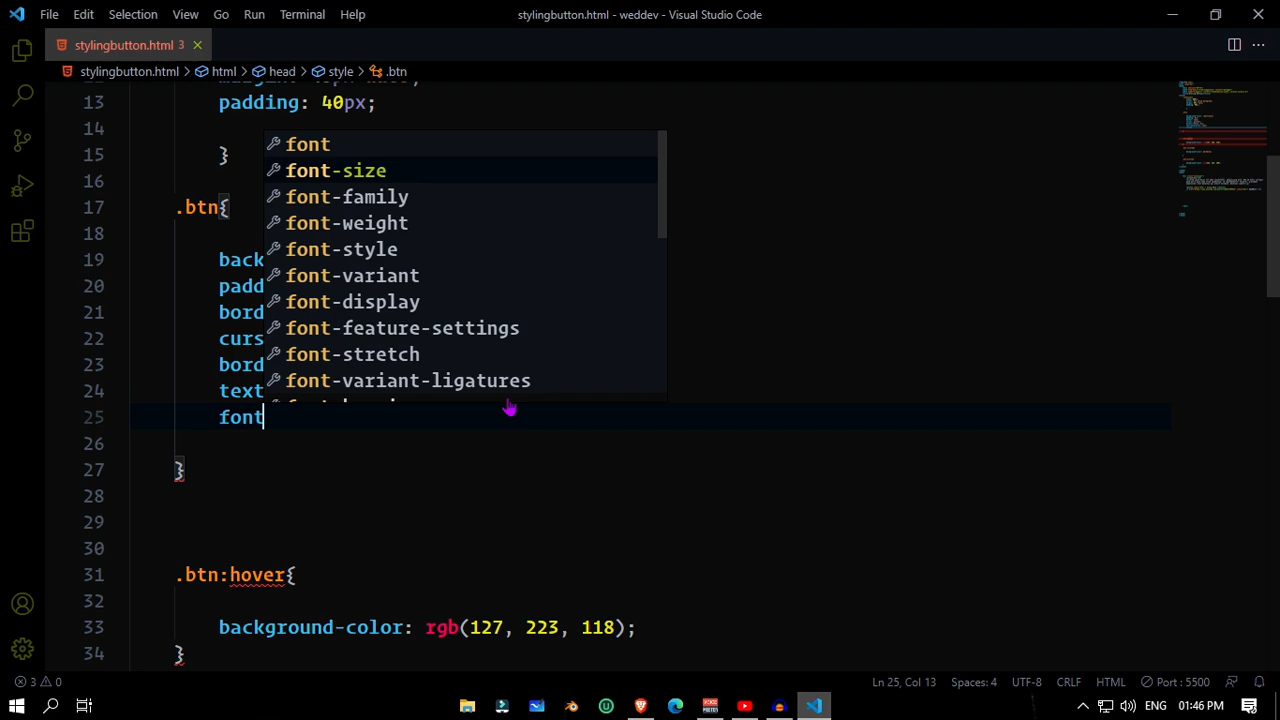 File Edit Selection View Go Run Terminal Help
stylingbutton.html - weddev - Visual Studio Code
stylingbutton.html 3
stylingbutton.html > html > head > style > .btn
13 padding: 40px;
14
15 }
16
17 .btn{
18
19 back
20 padd
21 bord
22 curs
23 bord
24 text
25 font
26
27 }
28
29
30
31 .btn:hover{
32
33 background-color: rgb(127, 223, 118);
34 }
font
font-size
font-family
font-weight
font-style
font-variant
font-display
font-feature-settings
font-stretch
font-variant-ligatures
3 0
Ln 25, Col 13 Spaces: 4 UTF-8 CRLF HTML Port : 5500
ENG 01:46 PM